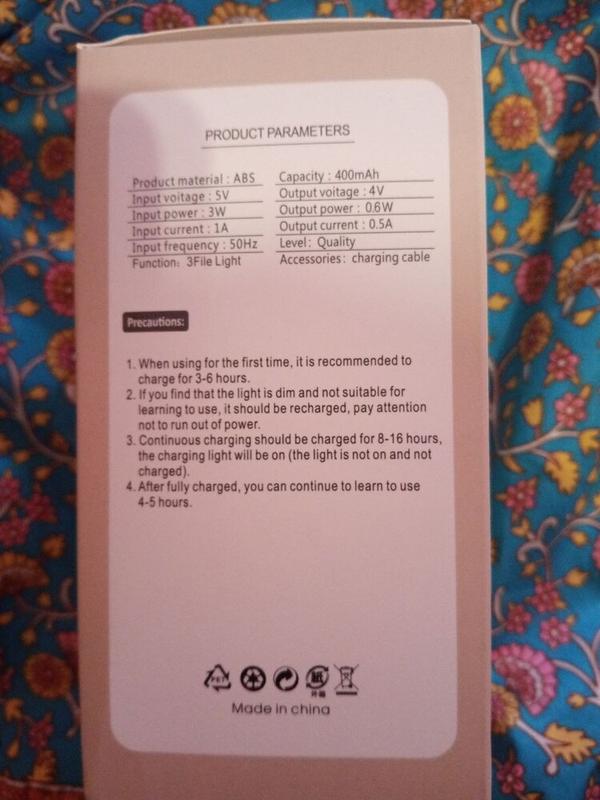 PRODUCT PARAMETERS
Product material : ABS
Input voltage : 5V
Input power : 3W
Input current : 1A
Input frequency : 50Hz
Function: 3File Light
Capacity : 400mAh
Output voltage : 4V
Output power : 0.6W
Output current : 0.5A
Level: Quality
Accessories: charging cable
Precautions:
1. When using for the first time, it is recommended to
charge for 3-6 hours.
2. If you find that the light is dim and not suitable for
learning to use, it should be recharged, pay attention
not to run out of power.
3. Continuous charging should be charged for 8-16 hours,
the charging light will be on (the light is not on and not
charged).
4. After fully charged, you can continue to learn to use
4-5 hours.
PET
Made in china